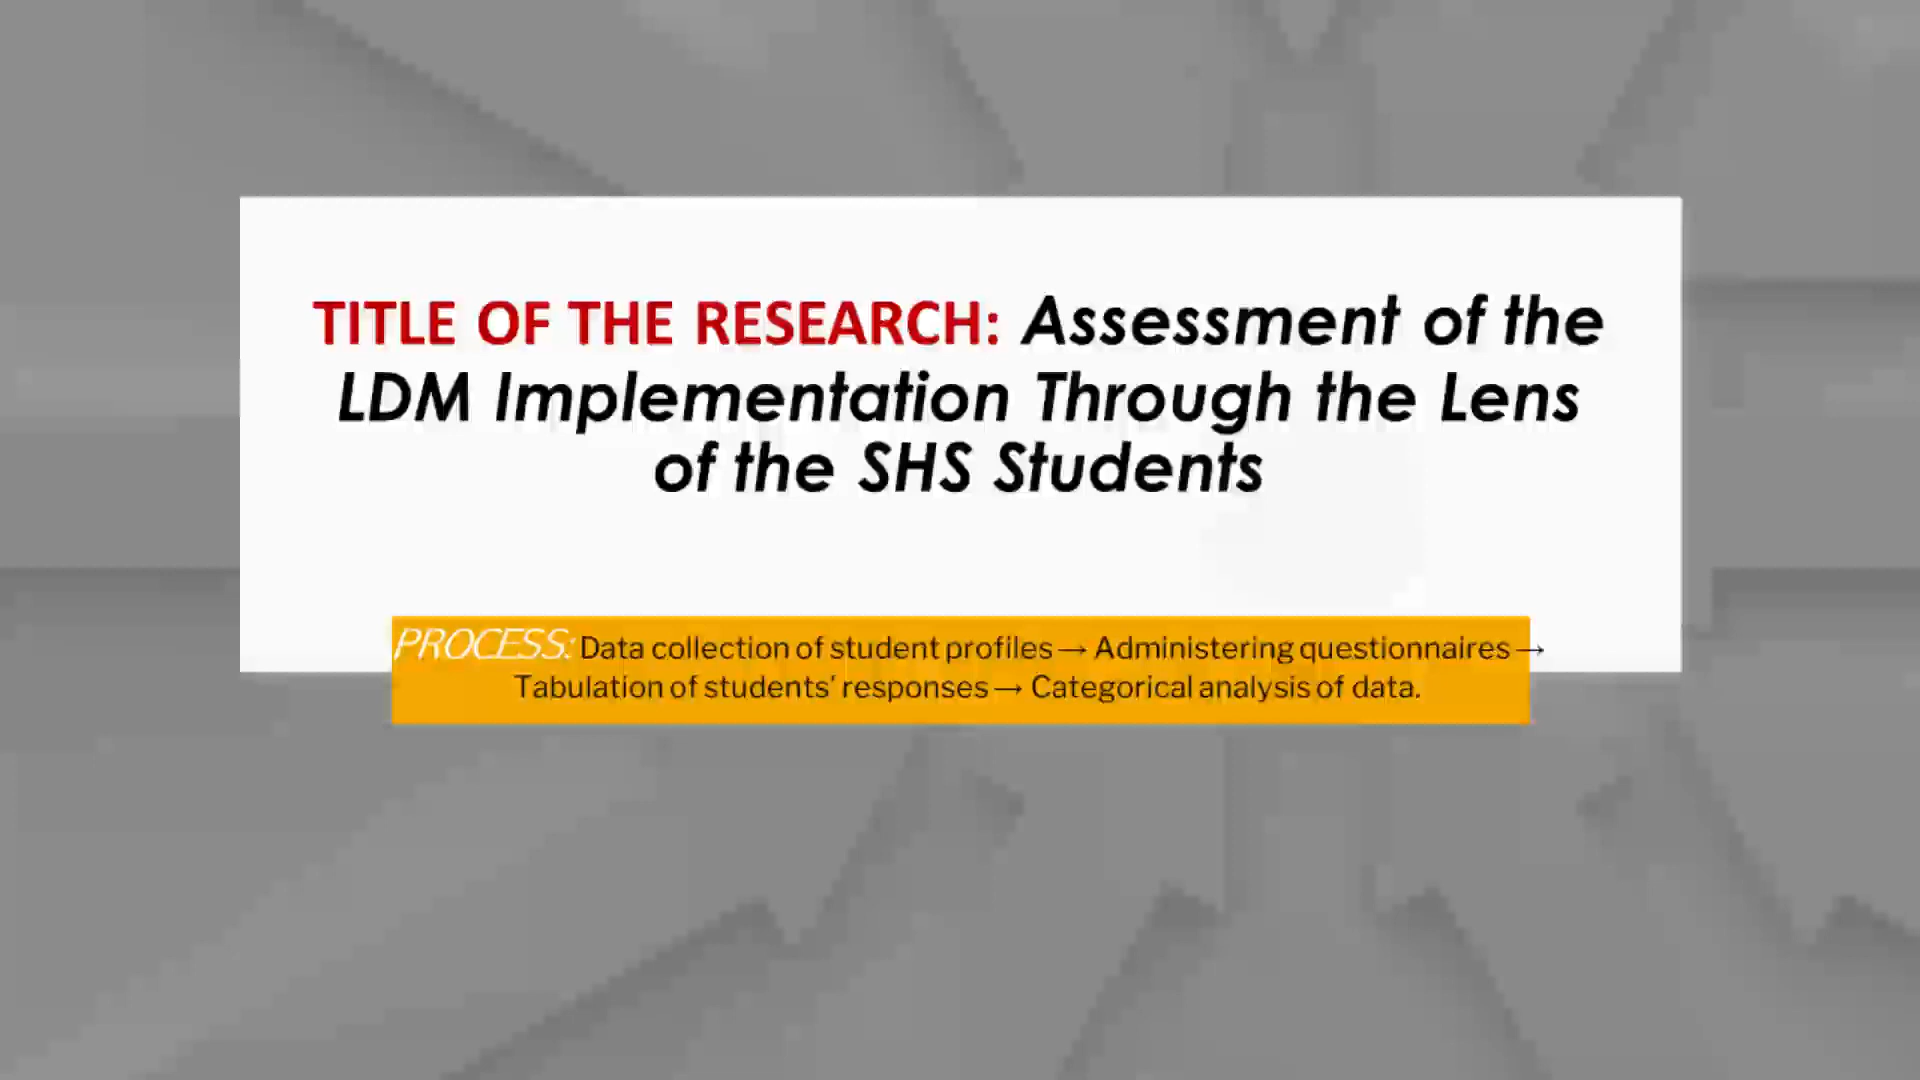 TITLE OF THE RESEARCH: Assessment of the
LDM Implementation Through the Lens
of the SHS Students
PROCESS: Data collection of student profiles → Administering questionnaires →
Tabulation of students’ responses → Categorical analysis of data.